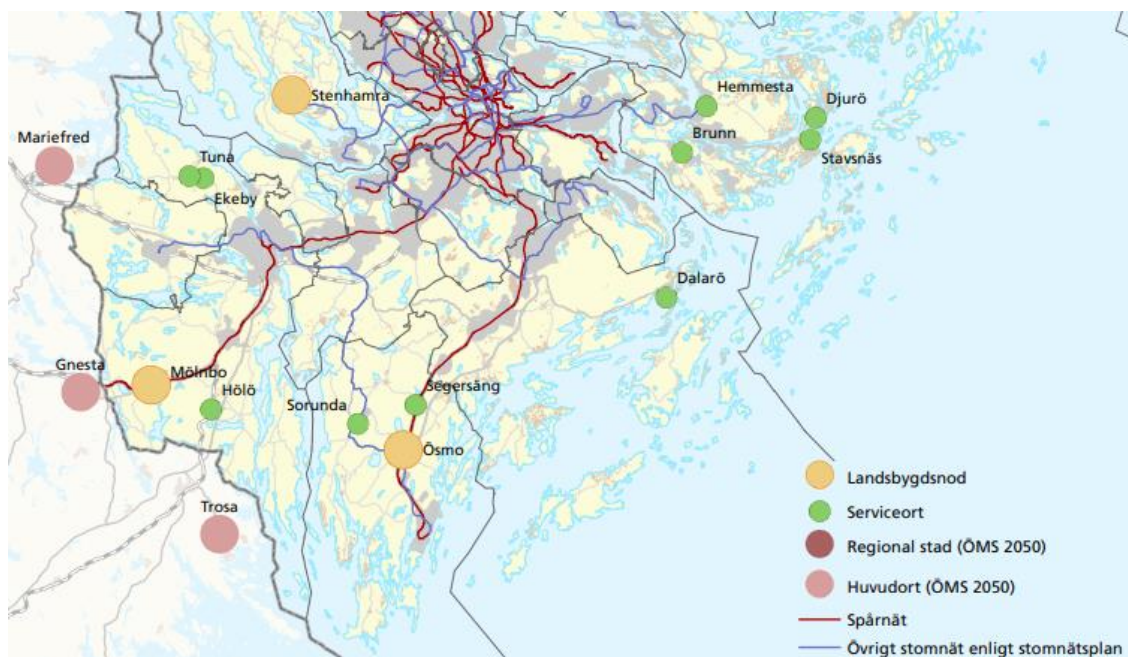 Stenhamra
Hemmesta
Djurö
Mariefred
Brunn
Stavsnäs
Tuna
Ekeby
Dalarö
Gnesta
Mölnbo
Hölö
Segersäng
Sorunda
Ösmo
Trosa
Landsbygdsnod
Serviceort
Regional stad (ÖMS 2050)
Huvudort (ÖMS 2050)
Spårnät
Övrigt stomnät enligt stomnätsplan